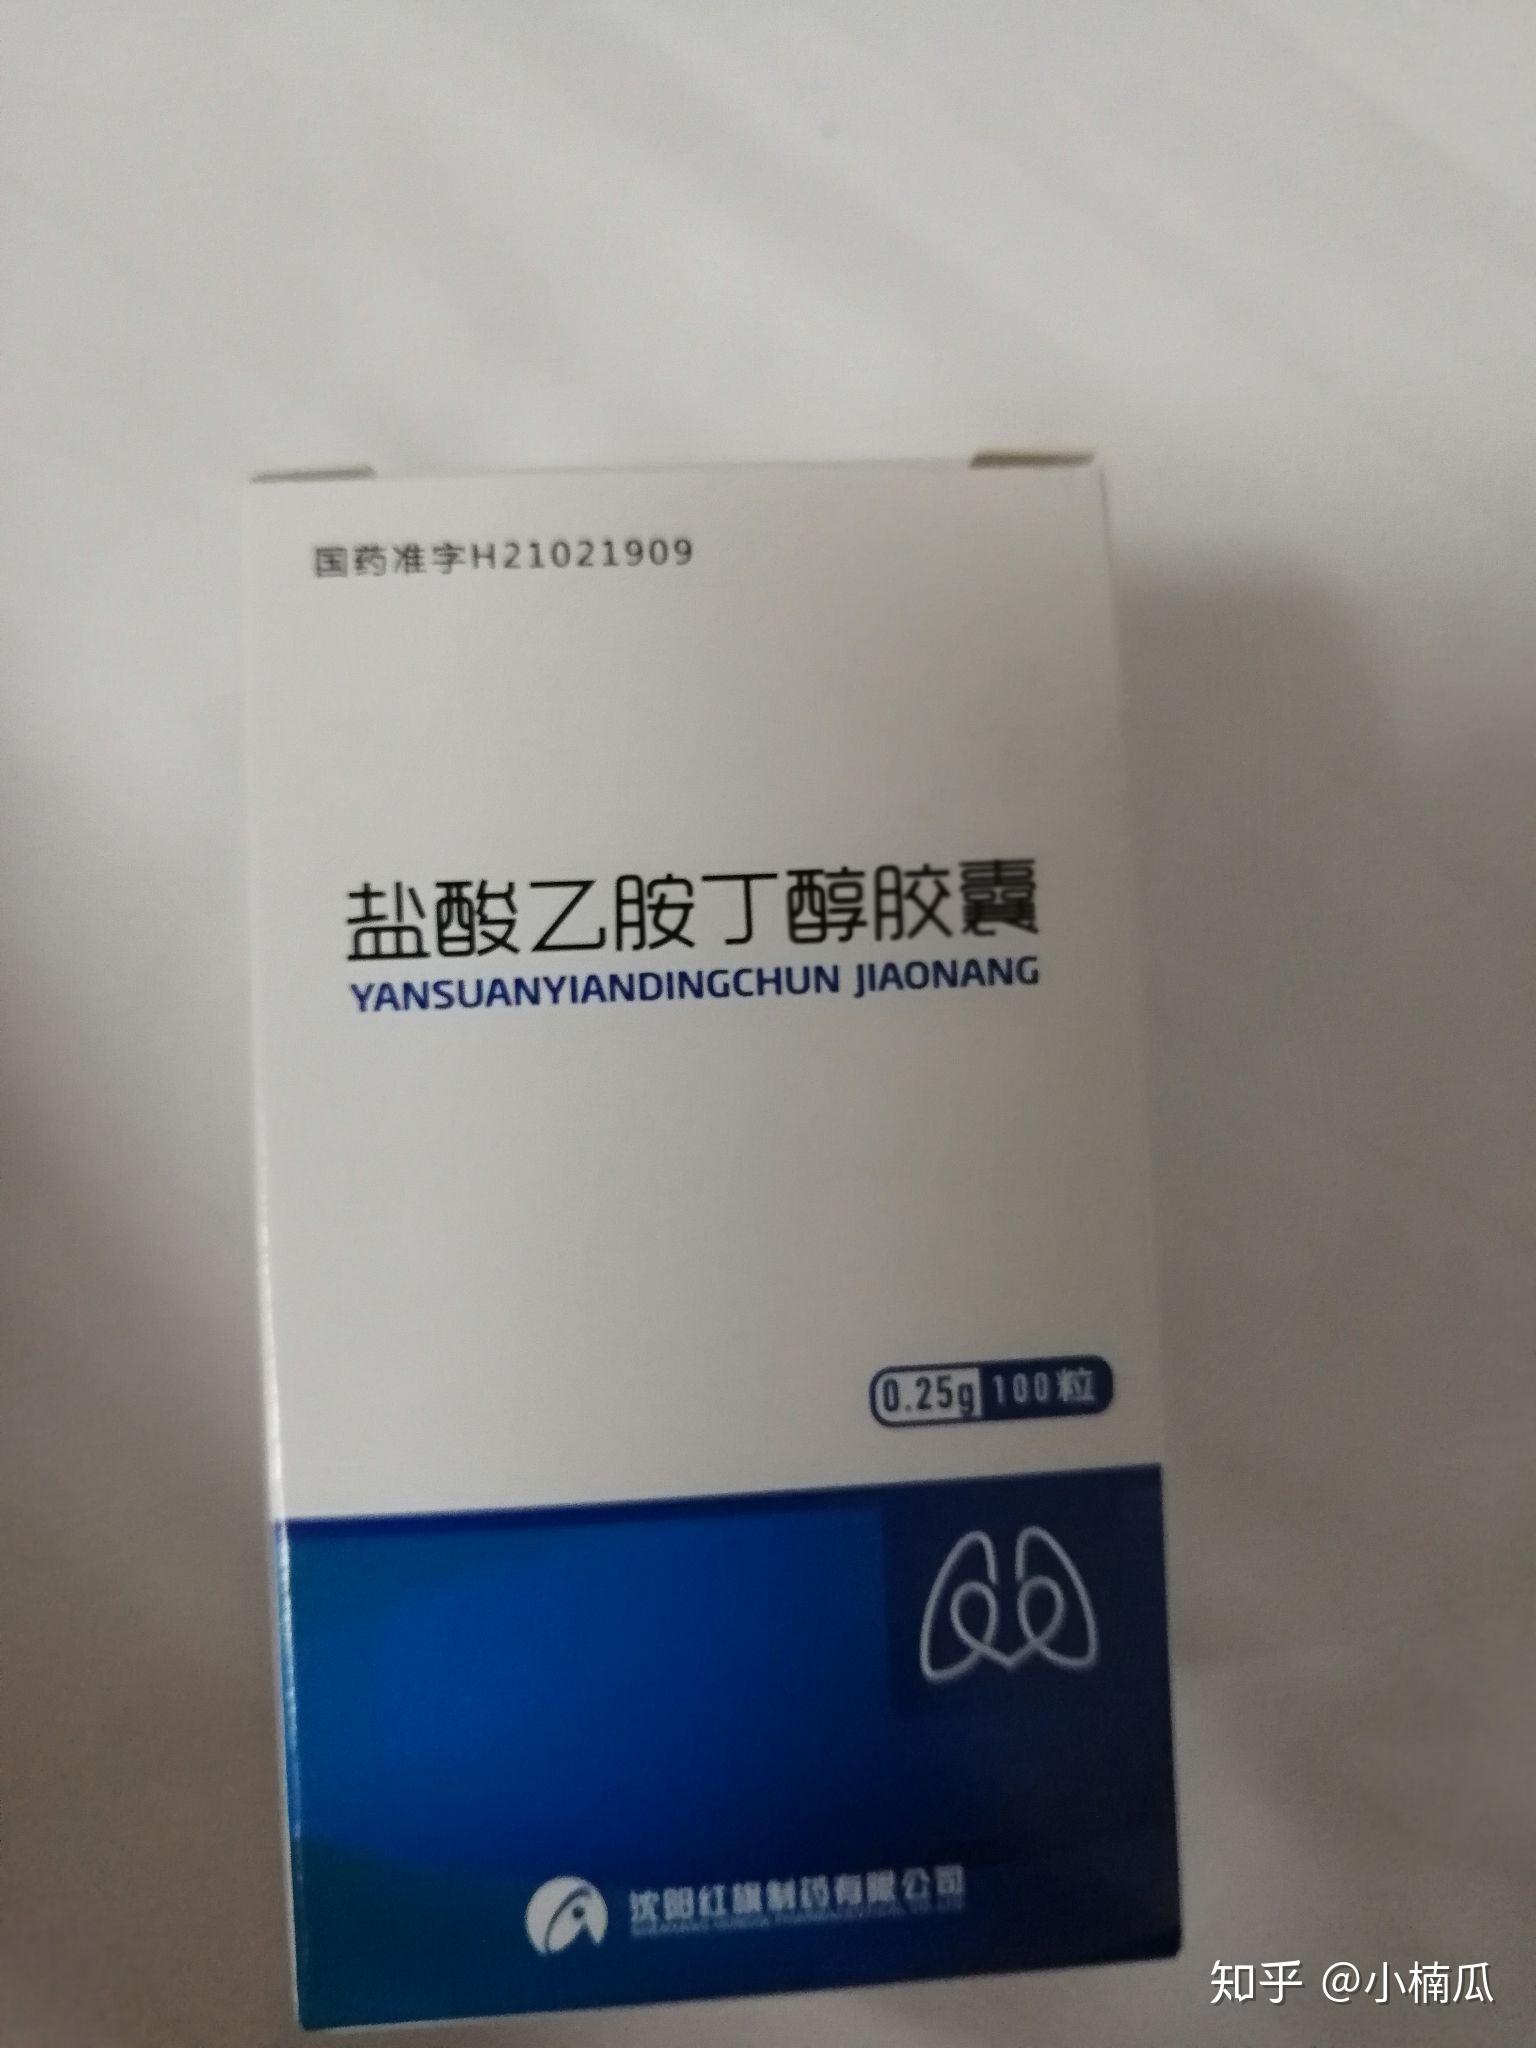 国药准字H21021909
盐酸乙胺丁醇胶囊
YANSUANYIANDINGCHUN JIAONANG
0.25g 100粒
沈阳红旗制药有限公司
知乎 @小楠瓜